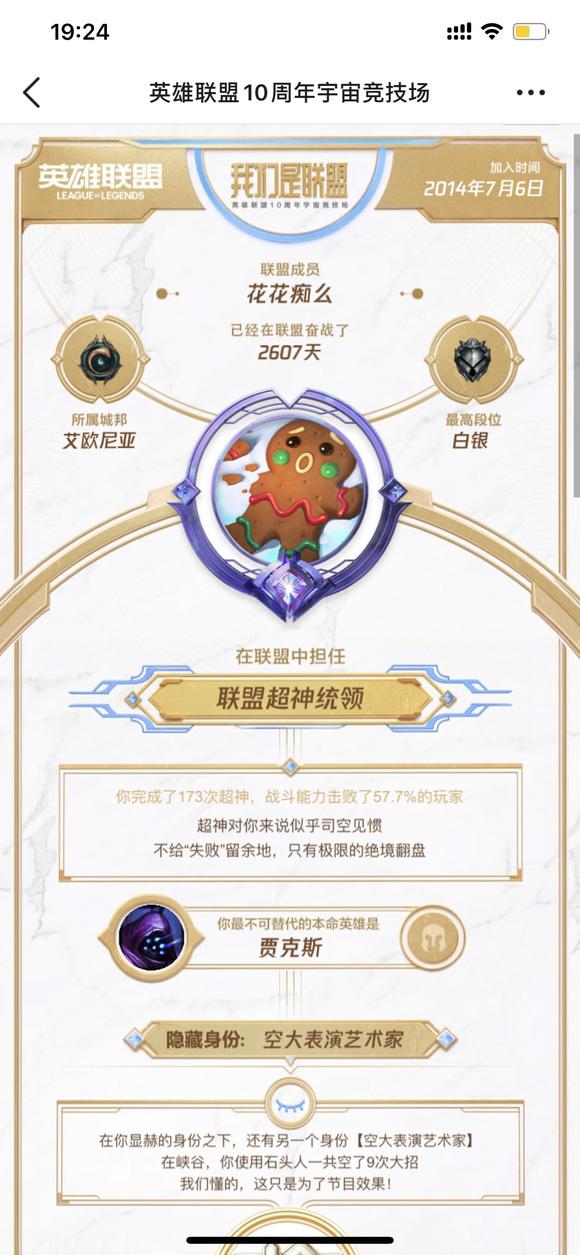 19:24
英雄联盟10周年宇宙竞技场
英雄联盟
LEAGUE OF LEGENDS
我们是联盟
英雄联盟10周年宇宙竞技场
加入时间
2014年7月6日
联盟成员
花花痴么
已经在联盟奋战了
2607天
所属城邦
艾欧尼亚
最高段位
白银
在联盟中担任
联盟超神统领
你完成了173次超神，战斗能力击败了57.7%的玩家
超神对你来说似乎司空见惯
不给“失败”留余地，只有极限的绝境翻盘
你最不可替代的本命英雄是
贾克斯
隐藏身份: 空大表演艺术家
在你显赫的身份之下，还有另一个身份【空大表演艺术家】
在峡谷，你使用石头人一共空了9次大招
我们懂的，这只是为了节目效果！